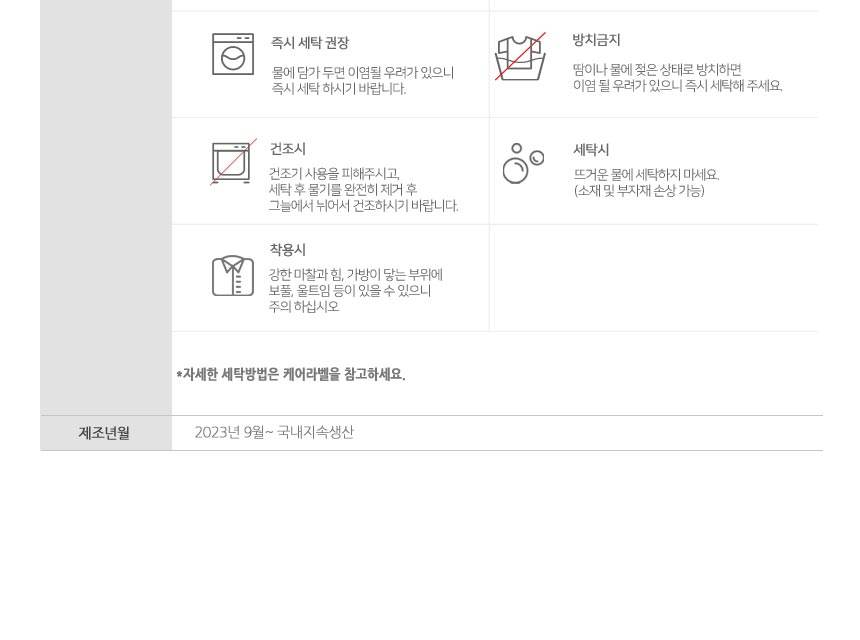 즉시 세탁 권장
물에 담가 두면 이염될 우려가 있으니
즉시 세탁 하시기 바랍니다.
방치금지
땀이나 물에 젖은 상태로 방치하면
이염 될 우려가 있으니 즉시 세탁해 주세요.
건조시
건조기 사용을 피해주시고,
세탁 후 물기를 완전히 제거 후
그늘에서 뉘어서 건조하시기 바랍니다.
세탁시
뜨거운 물에 세탁하지 마세요.
(소재 및 부자재 손상 가능)
착용시
강한 마찰과 힘, 가방이 닿는 부위에
보풀, 울트임 등이 있을 수 있으니
주의 하십시오
*자세한 세탁방법은 케어라벨을 참고하세요.
제조년월
2023년 9월~ 국내지속생산